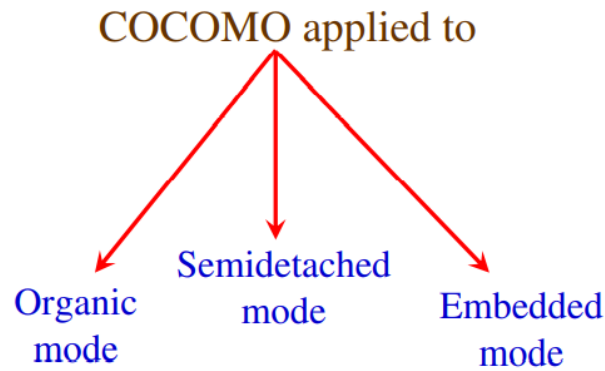 COCOMO applied to
Semidetached
mode
Organic
mode
Embedded
mode